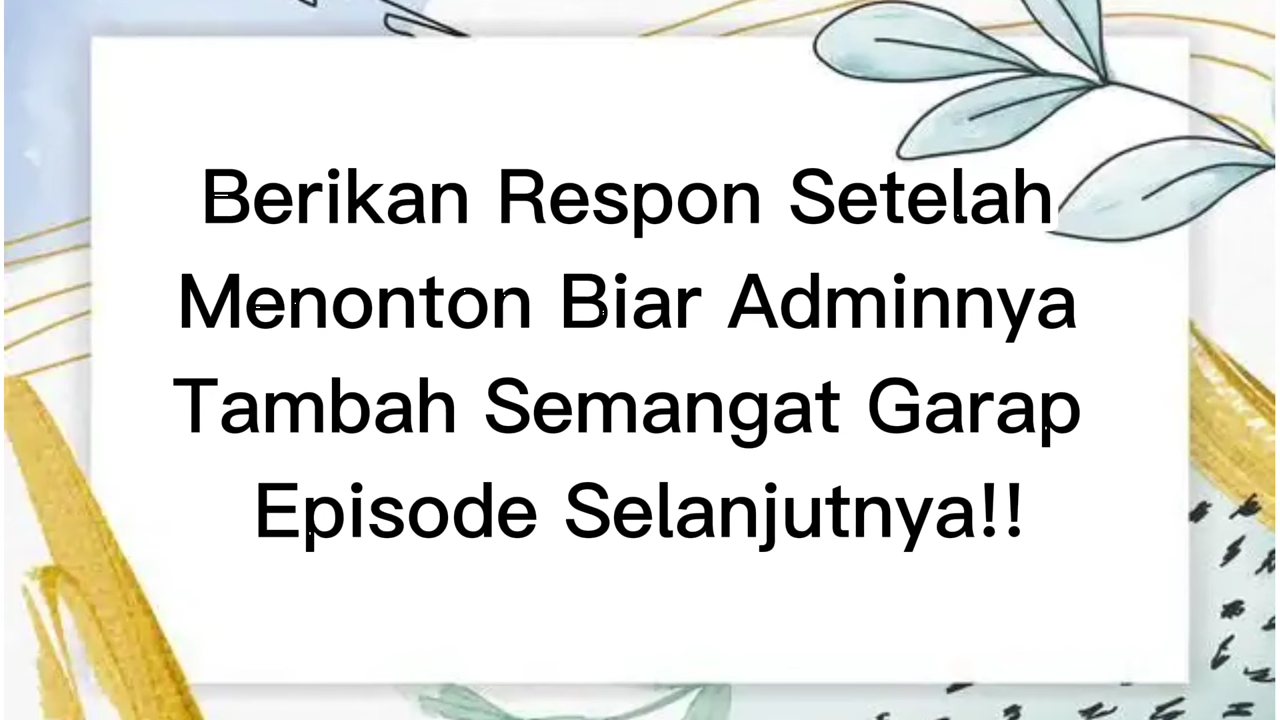 Berikan Respon Setelah
Menonton Biar Adminnya
Tambah Semangat Garap
Episode Selanjutnya!!